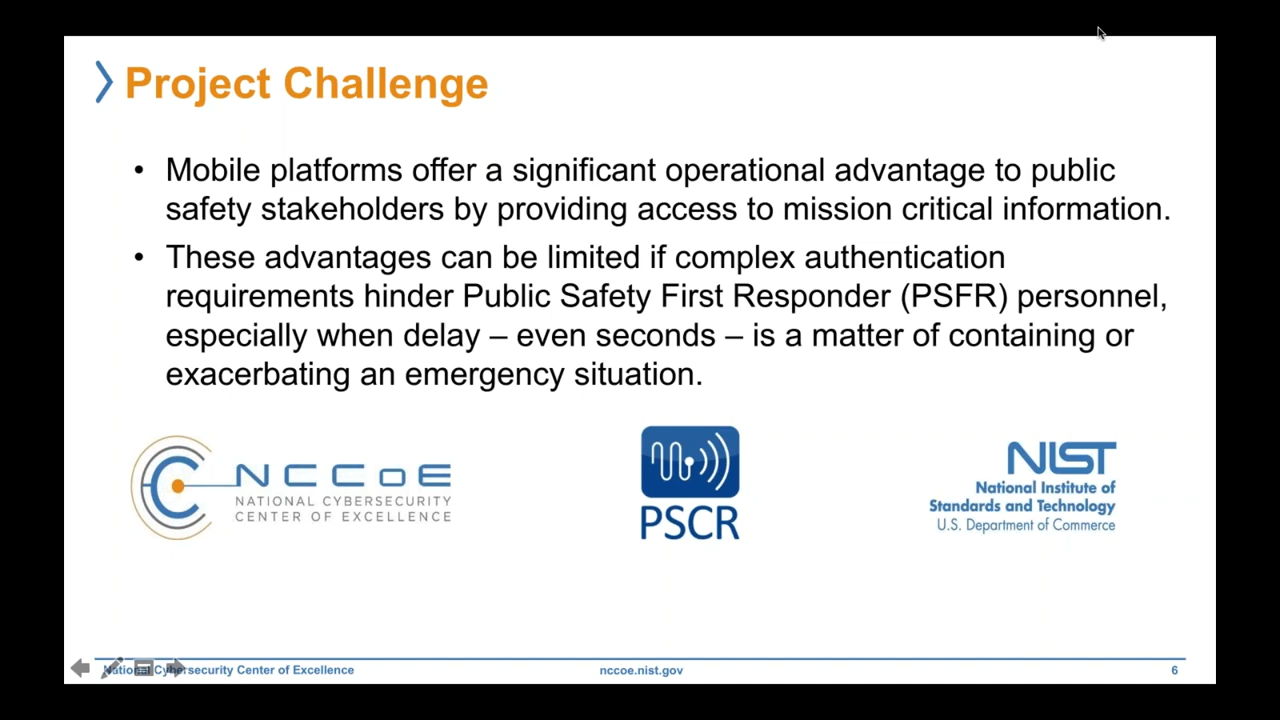 Project Challenge
• Mobile platforms offer a significant operational advantage to public
safety stakeholders by providing access to mission critical information.
• These advantages can be limited if complex authentication
requirements hinder Public Safety First Responder (PSFR) personnel,
especially when delay – even seconds – is a matter of containing or
exacerbating an emergency situation.
NCCoE
NATIONAL CYBERSECURITY
CENTER OF EXCELLENCE
PSCR
NIST
National Institute of
Standards and Technology
U.S. Department of Commerce
National Cybersecurity Center of Excellence
nccoe.nist.gov
6